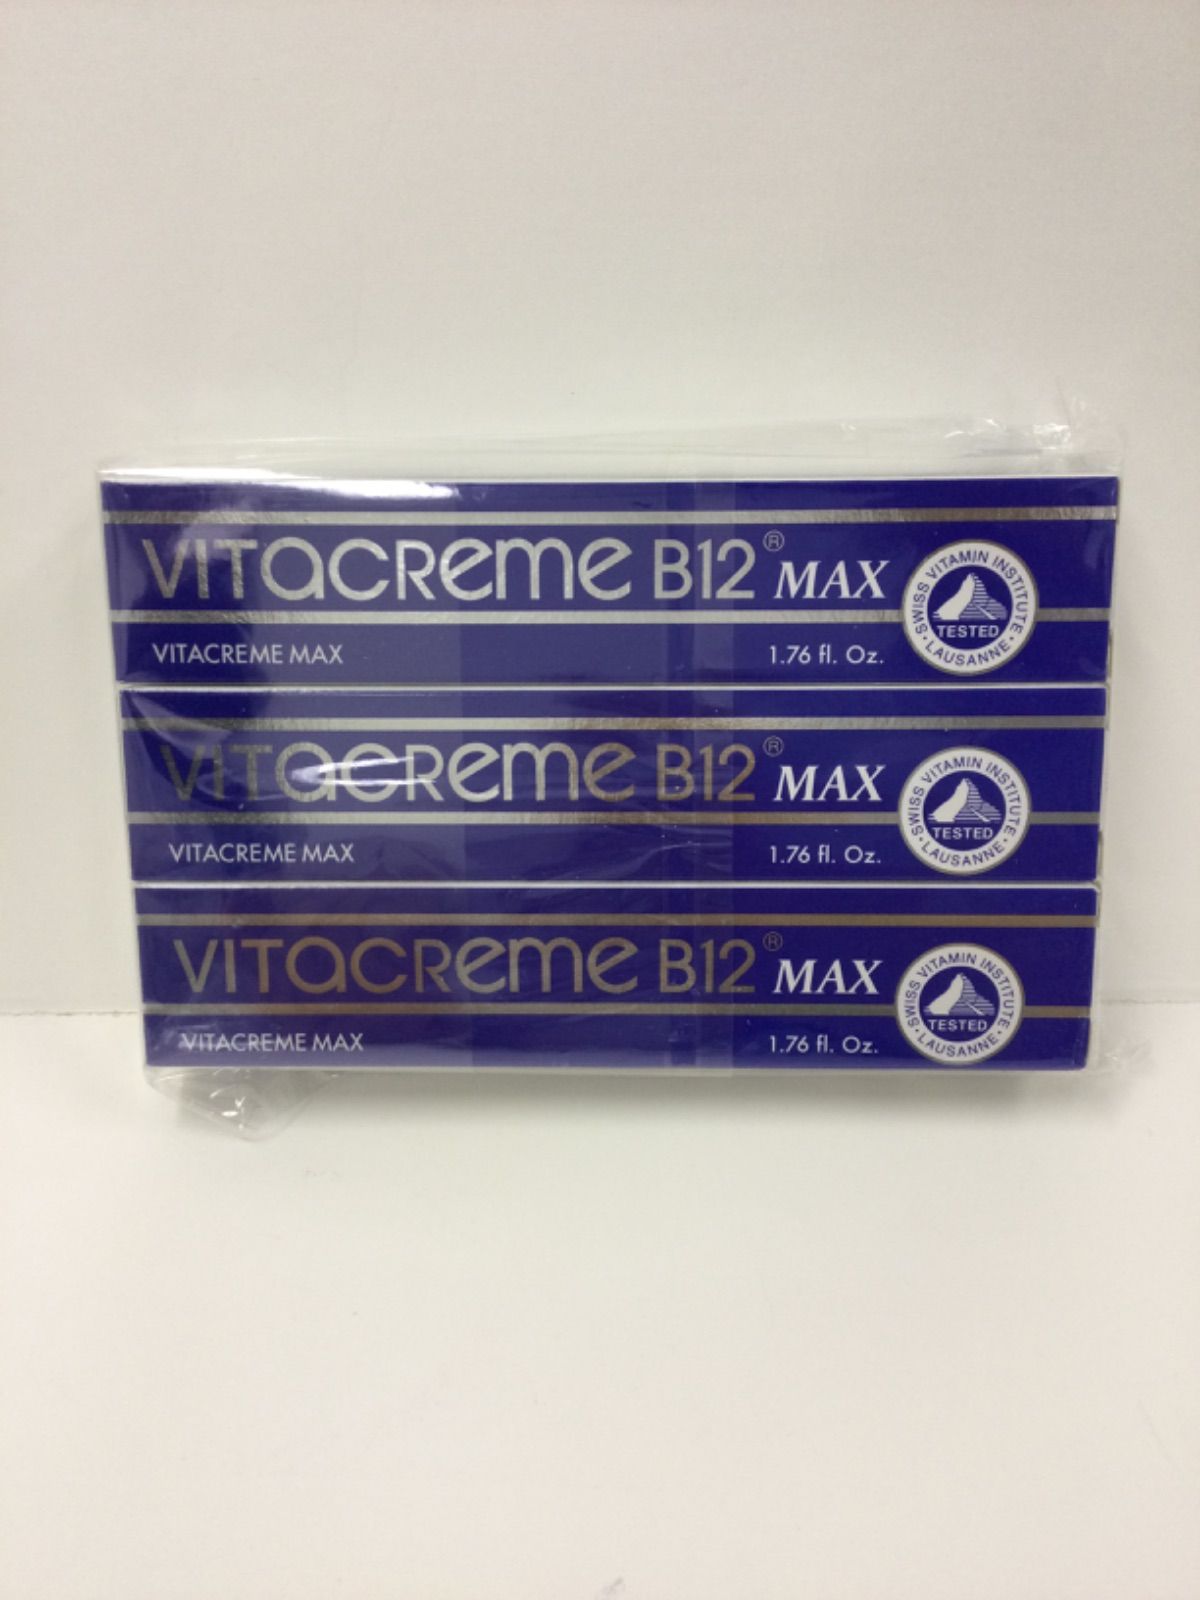 VITACREME B12® MAX
VITACREME MAX 1.76 fl. Oz.
SWISS VITAMIN INSTITUTE
TESTED
· LAUSANNE ·
VITACREME B12® MAX
VITACREME MAX 1.76 fl. Oz.
SWISS VITAMIN INSTITUTE
TESTED
· LAUSANNE ·
VITACREME B12® MAX
VITACREME MAX 1.76 fl. Oz.
SWISS VITAMIN INSTITUTE
TESTED
· LAUSANNE ·